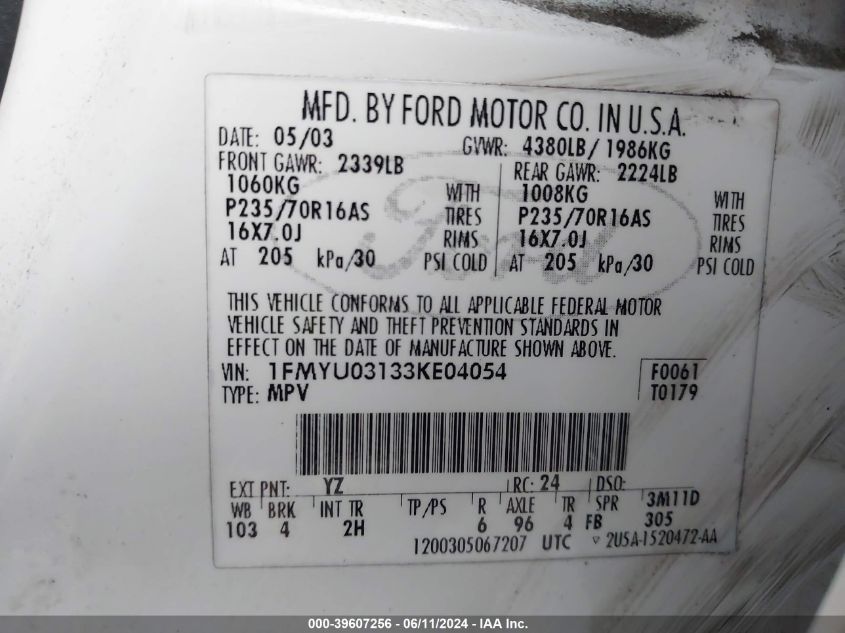 MFD. BY FORD MOTOR CO. IN U.S.A.
DATE: 05/03 GVWR: 4380LB/ 1986KG
FRONT GAWR: 2339LB REAR GAWR: 2224LB
1060KG WITH 1008KG WITH
P235/70R16AS TIRES P235/70R16AS TIRES
16X7.0J RIMS 16X7.0J RIMS
AT 205 kPa/30 PSI COLD AT 205 kPa/30 PSI COLD
Ford
THIS VEHICLE CONFORMS TO ALL APPLICABLE FEDERAL MOTOR
VEHICLE SAFETY AND THEFT PREVENTION STANDARDS IN
EFFECT ON THE DATE OF MANUFACTURE SHOWN ABOVE.
VIN: 1FMYU03133KE04054 F0061
TYPE: MPV T0179
EXT PNT: YZ RC: 24 DSO:
WB BRK INT TR TP/PS R AXLE TR SPR 3M11D
103 4 2H 6 96 4 FB 305
1200305067207 UTC ▽ 2U5A-1520472-AA
000-39607256 - 06/11/2024 - IAA Inc.